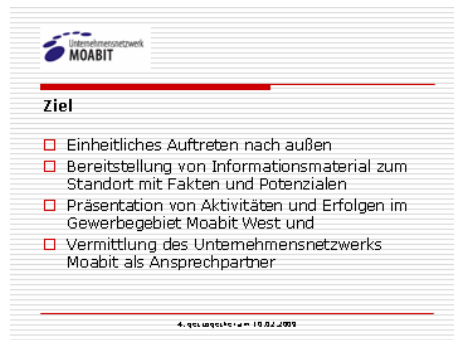 Unternehmensnetzwerk
MOABIT
Ziel
Einheitliches Auftreten nach außen
Bereitstellung von Informationsmaterial zum
Standort mit Fakten und Potenzialen
Präsentation von Aktivitäten und Erfolgen im
Gewerbegebiet Moabit West und
Vermittlung des Unternehmensnetzwerks
Moabit als Ansprechpartner
4.